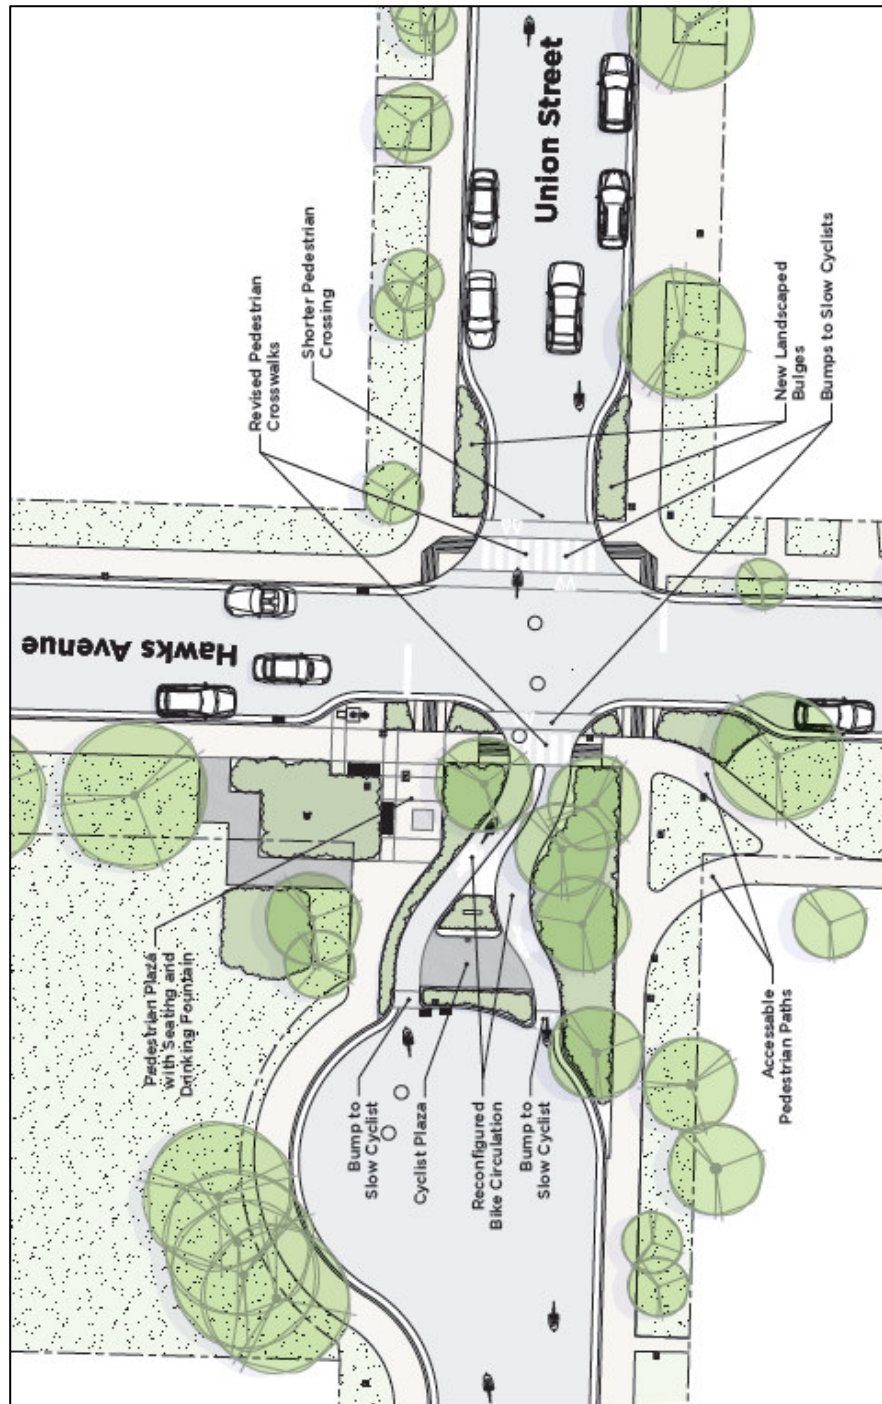 Union Street
Hawks Avenue
Revised Pedestrian
Crosswalks
Shorter Pedestrian
Crossing
New Landscaped
Bulges
Bumps to Slow Cyclists
Pedestrian Plaza
with Seating and
Drinking Fountain
Bump to
Slow Cyclist
Cyclist Plaza
Reconfigured
Bike Circulation
Bump to
Slow Cyclist
Accessable
Pedestrian Paths